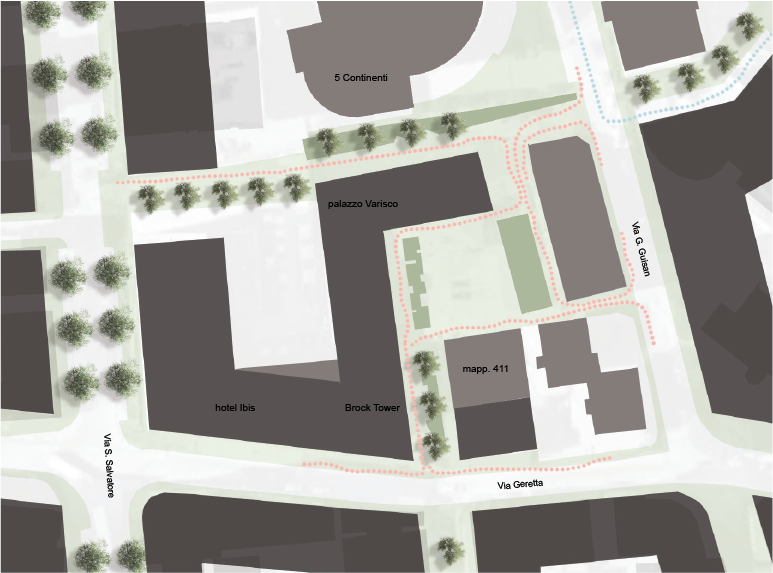 5 Continenti
palazzo Varisco
Via G. Guisan
mapp. 411
hotel Ibis
Brock Tower
Via S. Salvatore
Via Geretta